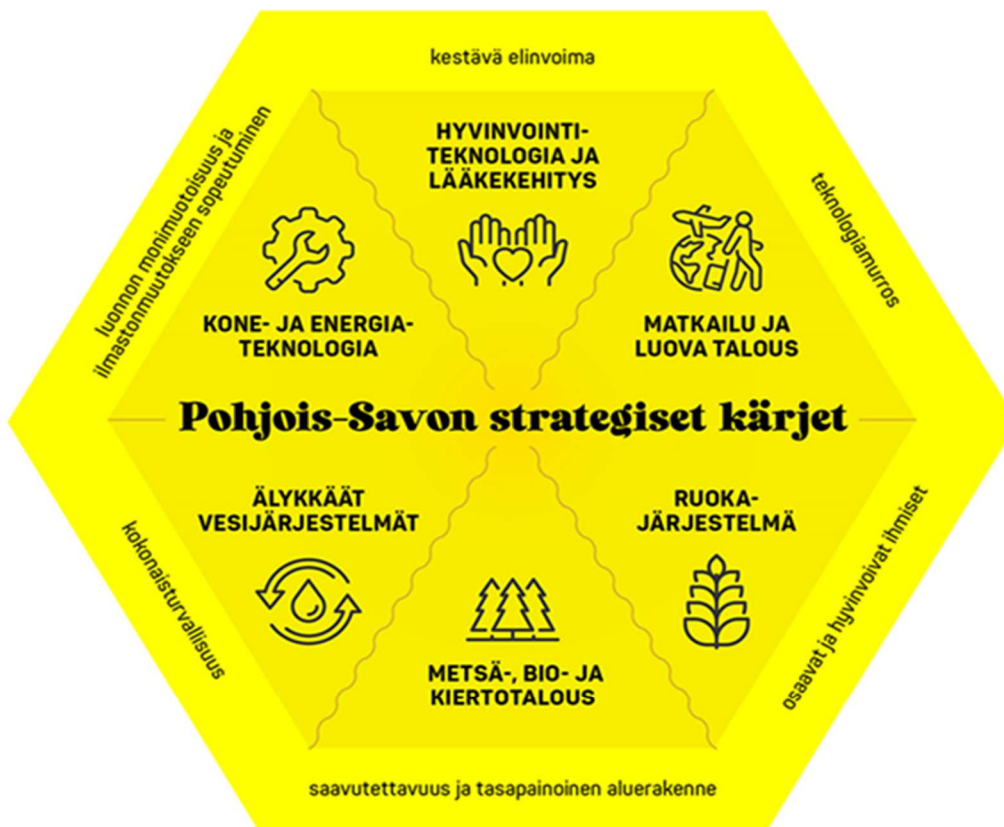 kestävä elinvoima
luonnon monimuotoisuus ja
ilmastonmuutokseen sopeutuminen
teknologiamurros
HYVINVOINTI-
TEKNOLOGIA JA
LÄÄKEKEHITYS
KONE- JA ENERGIA-
TEKNOLOGIA
MATKAILU JA
LUOVA TALOUS
Pohjois-Savon strategiset kärjet
ÄLYKKÄÄT
VESIJÄRJESTELMÄT
RUOKA-
JÄRJESTELMÄ
METSÄ-, BIO- JA
KIERTOTALOUS
kokonaisturvallisuus
osaavat ja hyvinvoivat ihmiset
saavutettavuus ja tasapainoinen aluerakenne